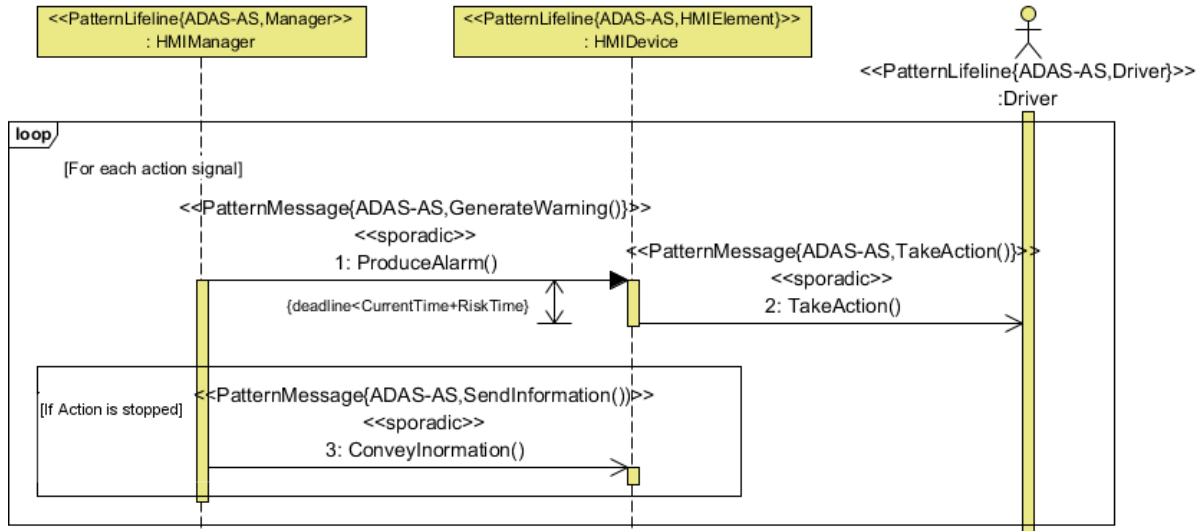 <<PatternLifeline{ADAS-AS,Manager>>
: HMIManager
<<PatternLifeline{ADAS-AS,HMIElement}>>
: HMIDevice
<<PatternLifeline{ADAS-AS,Driver}>>
:Driver
loop
[For each action signal]
<<PatternMessage{ADAS-AS,GenerateWarning()}>>
<<sporadic>>
1: ProduceAlarm()
<<PatternMessage{ADAS-AS,TakeAction()}>>
<<sporadic>>
2: TakeAction()
{deadline<CurrentTime+RiskTime}
<<PatternMessage{ADAS-AS,SendInformation())>>
[If Action is stopped]
<<sporadic>>
3: ConveyInormation()